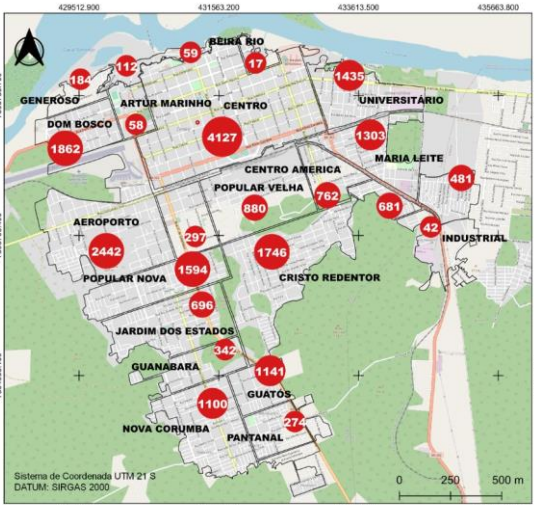 429512.900 431563.200 433613.500 435663.800
BEIRA RIO
59
17
112
184
1435
GENEROSO
ARTUR MARINHO
CENTRO
UNIVERSITÁRIO
DOM BOSCO
58
4127
1303
1862
MARIA LEITE
CENTRO AMERICA
481
POPULAR VELHA
762
880
681
AEROPORTO
42
297
INDUSTRIAL
2442
1746
1594
POPULAR NOVA
CRISTO REDENTOR
696
JARDIM DOS ESTADOS
342
GUANABARA
1141
GUATÓS
1100
274
NOVA CORUMBA
PANTANAL
Sistema de Coordenada UTM 21 S
DATUM: SIRGAS 2000
0 250 500 m